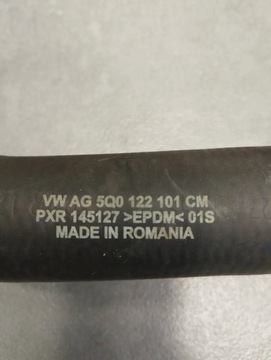 VW AG 5Q0 122 101 CM
PXR 145127 >EPDM< 01S
MADE IN ROMANIA